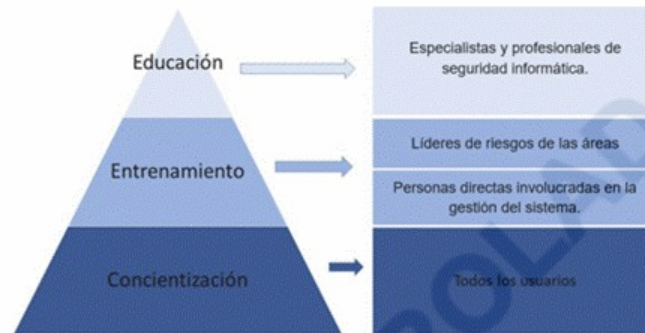 Educación
Especialistas y profesionales de
seguridad informática.
Entrenamiento
Líderes de riesgos de las áreas
Personas directas involucradas en la
gestión del sistema.
Concientización
Todos los usuarios
ROLAD